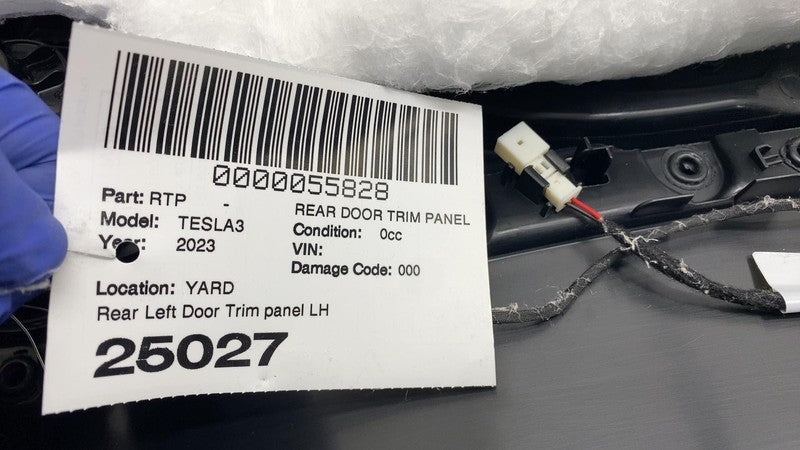 0000055828
Part: RTP - REAR DOOR TRIM PANEL
Model: TESLA3 Condition: 0cc
Year: 2023 VIN:
Damage Code: 000
Location: YARD
Rear Left Door Trim panel LH
25027